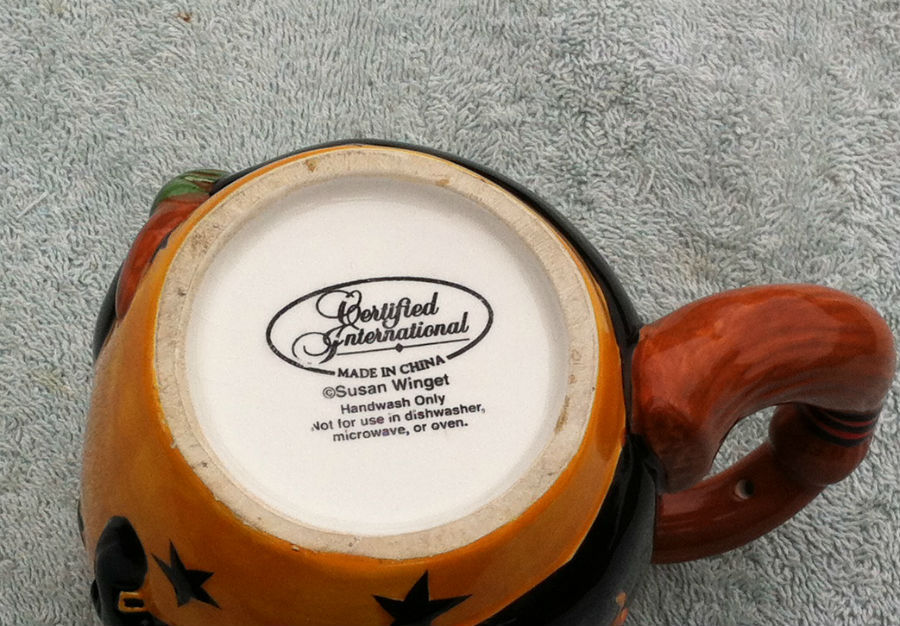 Certified
International
MADE IN CHINA
©Susan Winget
Handwash Only
Not for use in dishwasher,
microwave, or oven.